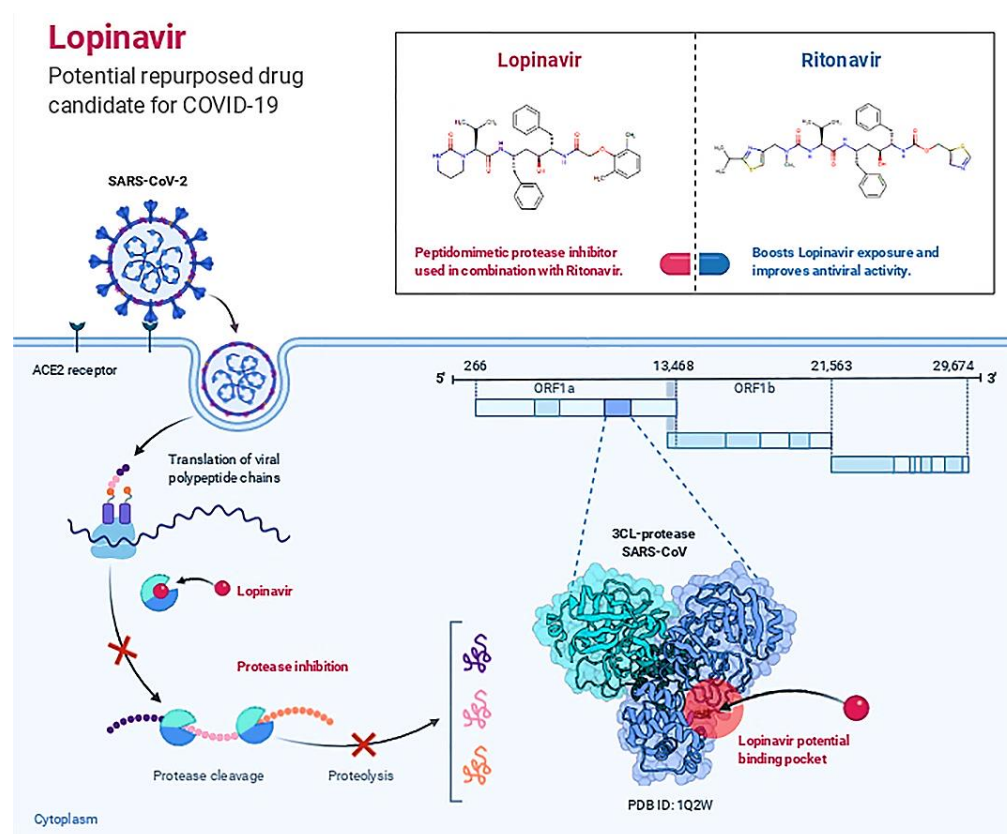 Lopinavir
Potential repurposed drug
candidate for COVID-19
Lopinavir
Ritonavir
Peptidomimetic protease inhibitor
used in combination with Ritonavir.
Boosts Lopinavir exposure and
improves antiviral activity.
SARS-CoV-2
ACE2 receptor
266
13,468
21,563
29,674
5'
3'
ORF1a
ORF1b
Translation of viral
polypeptide chains
Lopinavir
Protease inhibition
Protease cleavage
Proteolysis
3CL-protease
SARS-CoV
Lopinavir potential
binding pocket
PDB ID: 1Q2W
Cytoplasm